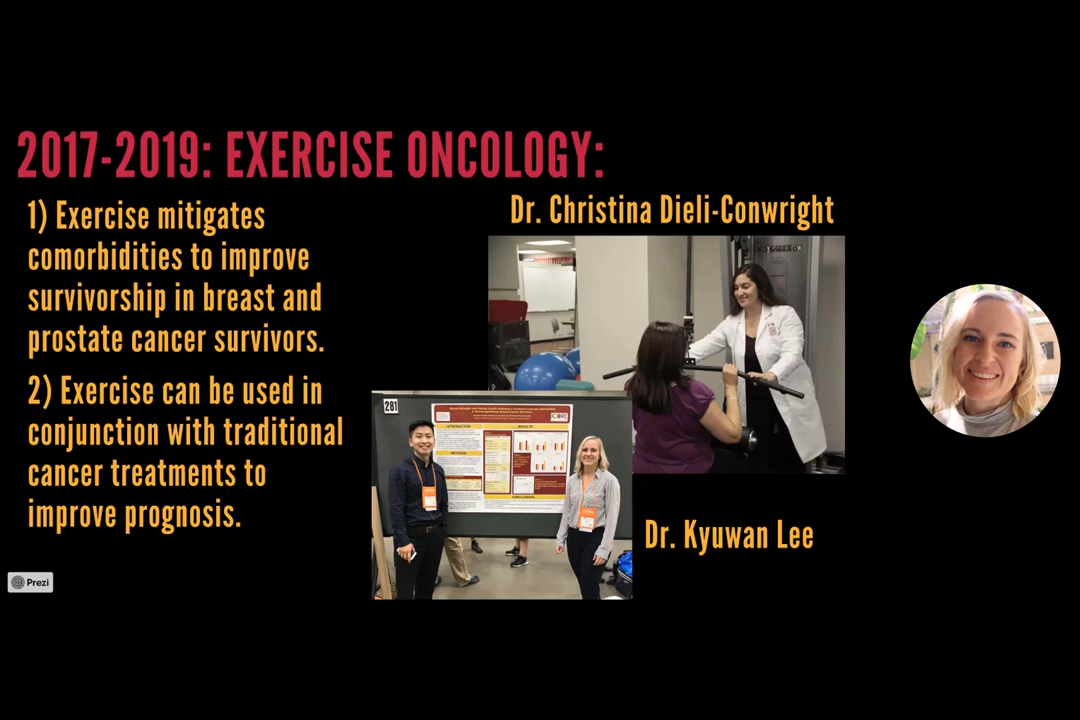 2017-2019: EXERCISE ONCOLOGY:
1) Exercise mitigates
comorbidities to improve
survivorship in breast and
prostate cancer survivors.
2) Exercise can be used in
conjunction with traditional
cancer treatments to
improve prognosis.
Dr. Christina Dieli-Conwright
281
INTRODUCTION
RESULTS
METHODS
CONCLUSIONS
Dr. Kyuwan Lee
Prezi